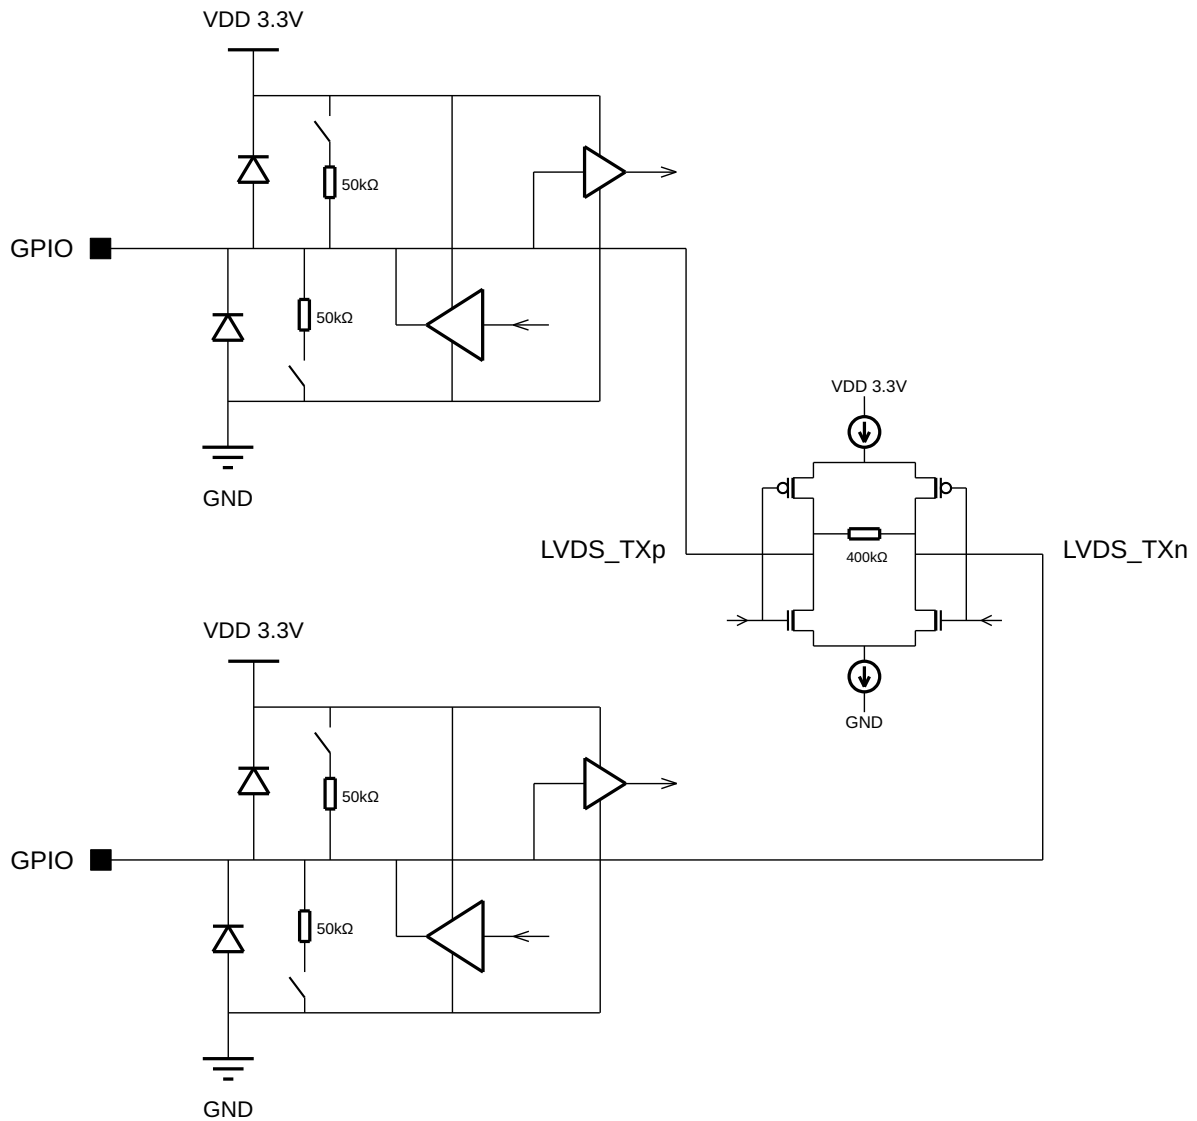 VDD 3.3V
50kΩ
GPIO
50kΩ
GND
VDD 3.3V
LVDS_TXp
400kΩ
LVDS_TXn
GND
VDD 3.3V
50kΩ
GPIO
50kΩ
GND